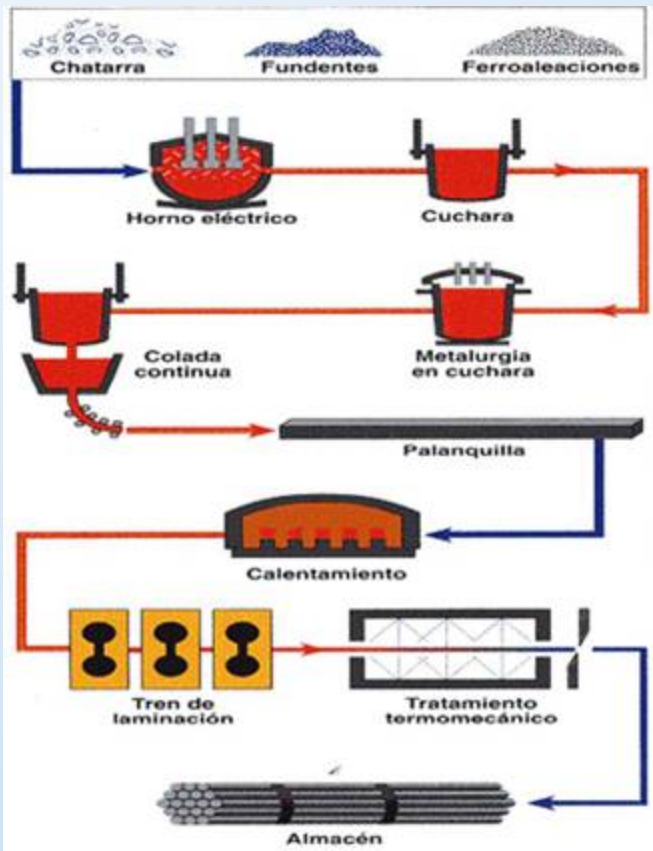 Chatarra
Fundentes
Ferroaleaciones
Horno eléctrico
Cuchara
Colada
continua
Metalurgia
en cuchara
Palanquilla
Calentamiento
Tren de
laminación
Tratamiento
termomecánico
Almacén